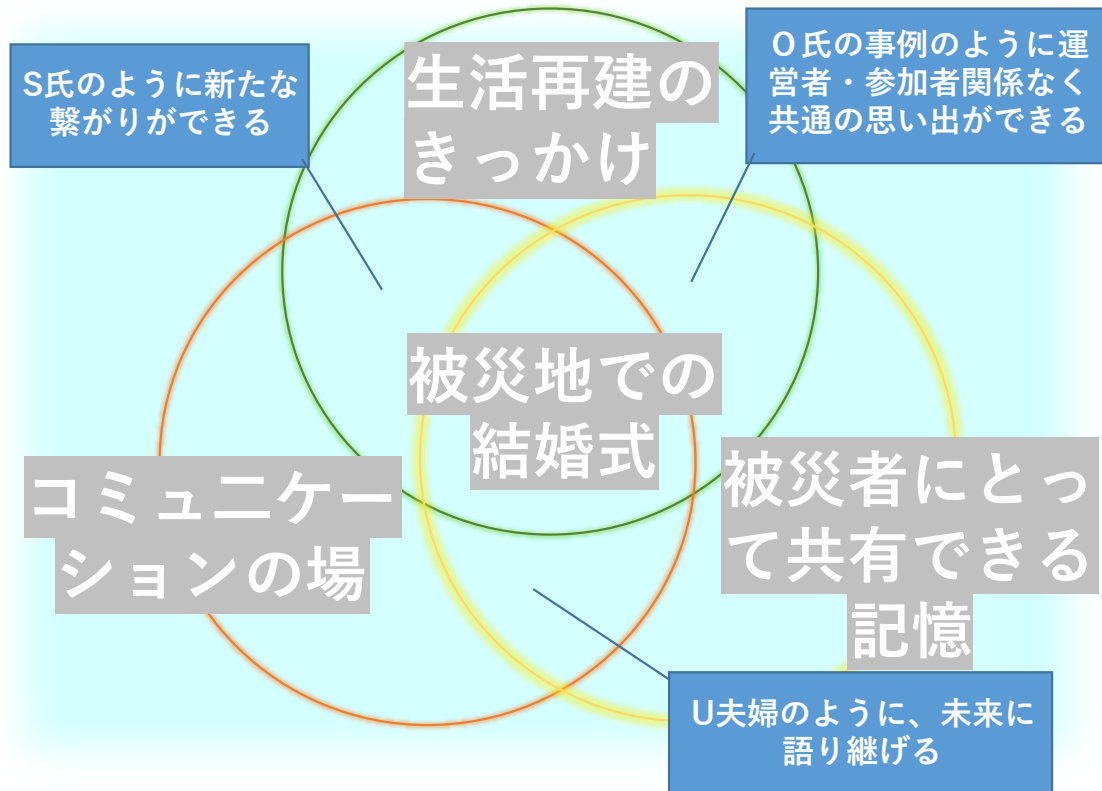 S氏のように新たな
繋がりができる
生活再建の
きっかけ
O氏の事例のように運
営者・参加者関係なく
共通の思い出ができる
被災地での
結婚式
コミュニケー
ションの場
被災者にとっ
て共有できる
記憶
U夫婦のように、未来に
語り継げる